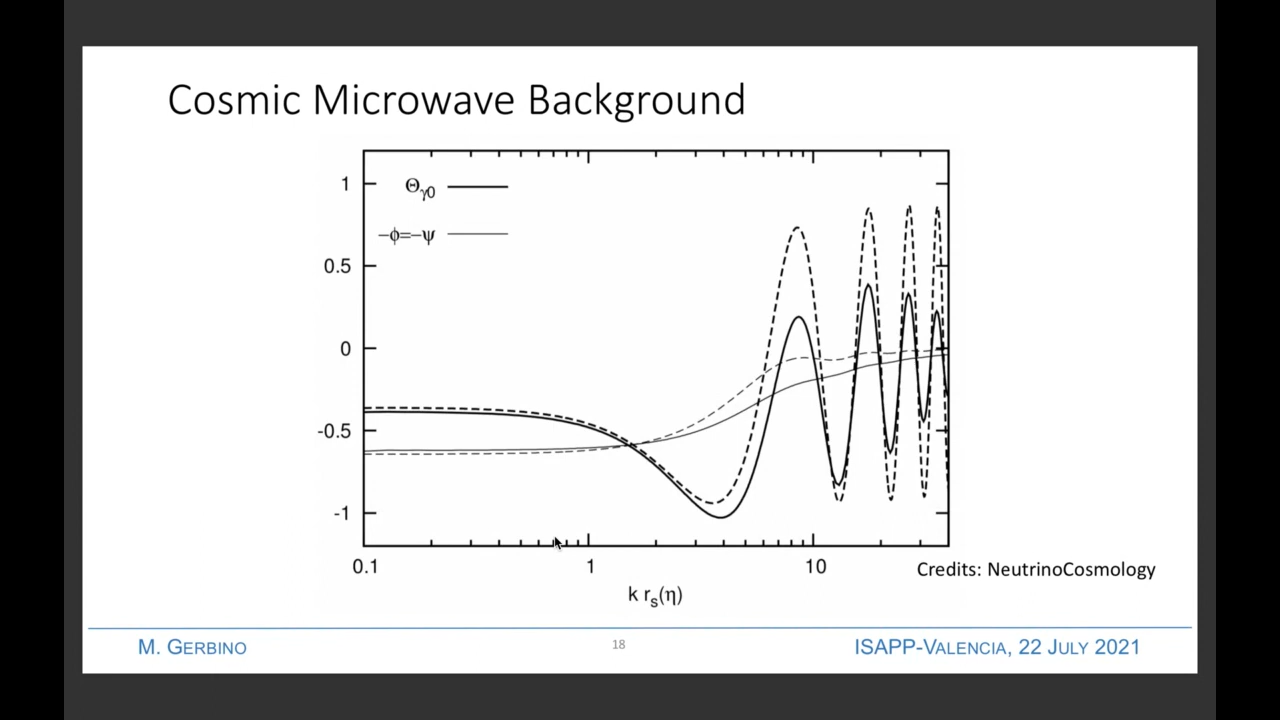 Cosmic Microwave Background
Θγ0
−ϕ=−ψ
1
0.5
0
-0.5
-1
0.1 1 10
k rs(η)
Credits: NeutrinoCosmology
M. GERBINO 18 ISAPP-VALENCIA, 22 JULY 2021